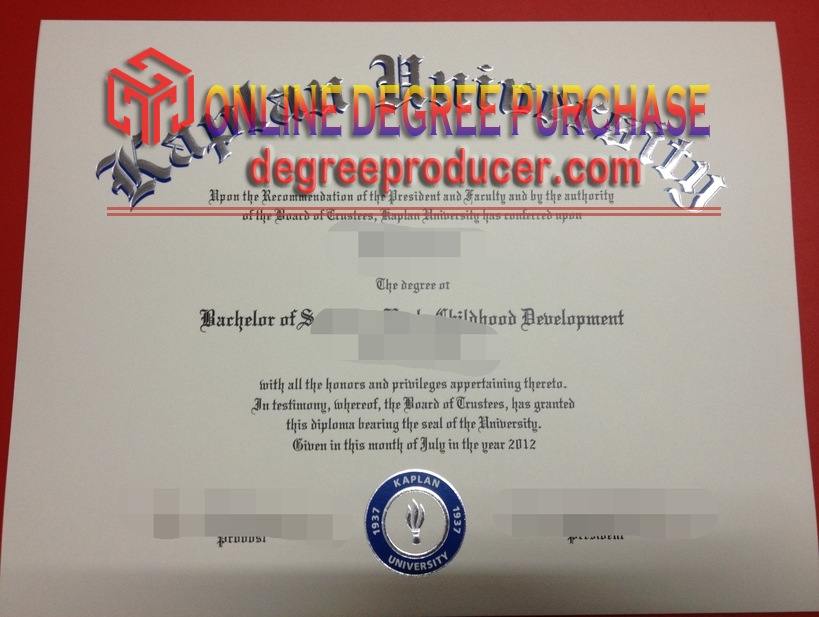 Kaplan University
ONLINE DEGREE PURCHASE
degreeproducer.com
Upon the Recommendation of the President and Faculty and by the authority
of the Board of Trustees, Kaplan University has conferred upon
The degree of
Bachelor of Childhood Development
with all the honors and privileges appertaining thereto.
In testimony, whereof, the Board of Trustees, has granted
this diploma bearing the seal of the University.
Given in this month of July in the year 2012
KAPLAN
1937 1937
UNIVERSITY
Provost President